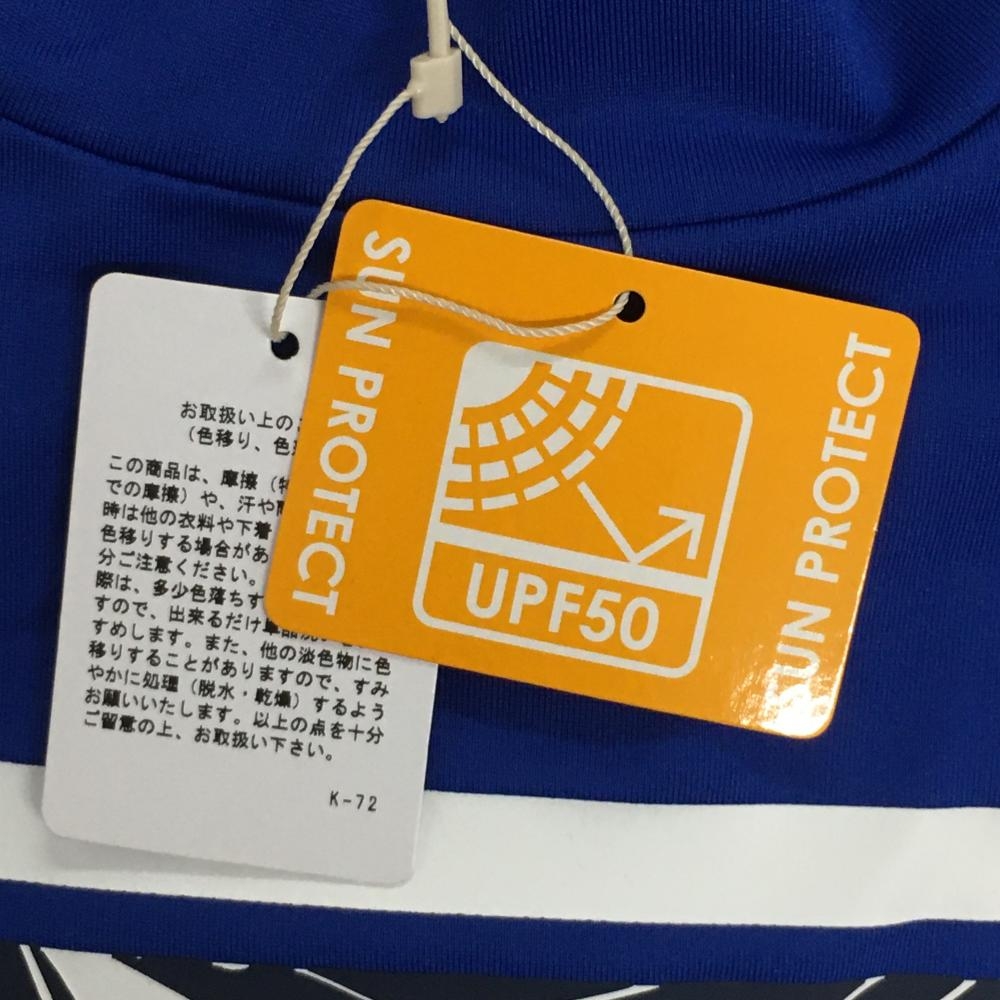 お取扱い上の
（色移り、色
この商品は、摩擦（特
での摩擦）や、汗や
時は他の衣料や下着
色移りする場合があ
分ご注意ください。
際は、多少色落ちす
すので、出来るだけ単品洗い
すめします。また、他の淡色物に色
移りすることがありますので、すみ
やかに処理（脱水・乾燥）するよう
お願いいたします。以上の点を十分
ご留意の上、お取扱い下さい。
K-72
SUN PROTECT
UPF50
SUN PROTECT